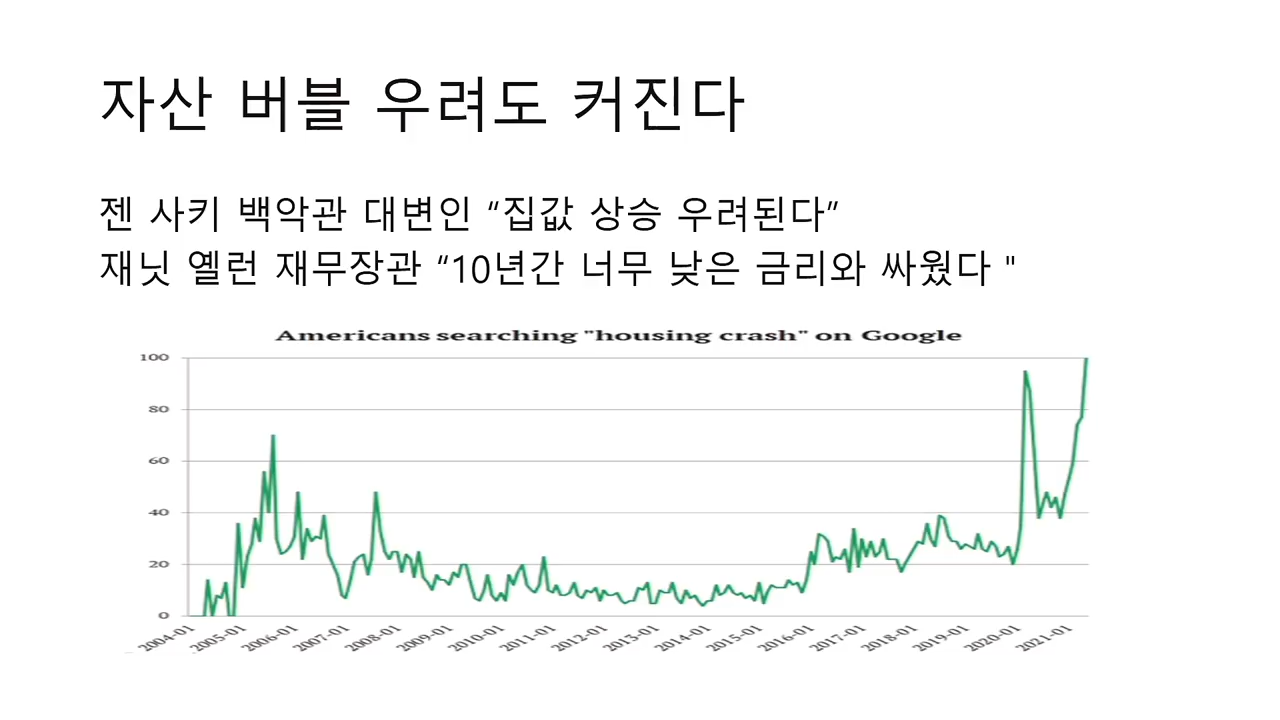 자산 버블 우려도 커진다
젠 사키 백악관 대변인 “집값 상승 우려된다”
재닛 옐런 재무장관 “10년간 너무 낮은 금리와 싸웠다 "
Americans searching "housing crash" on Google
100
80
60
40
20
0
2004-01 2005-01 2006-01 2007-01 2008-01 2009-01 2010-01 2011-01 2012-01 2013-01 2014-01 2015-01 2016-01 2017-01 2018-01 2019-01 2020-01 2021-01